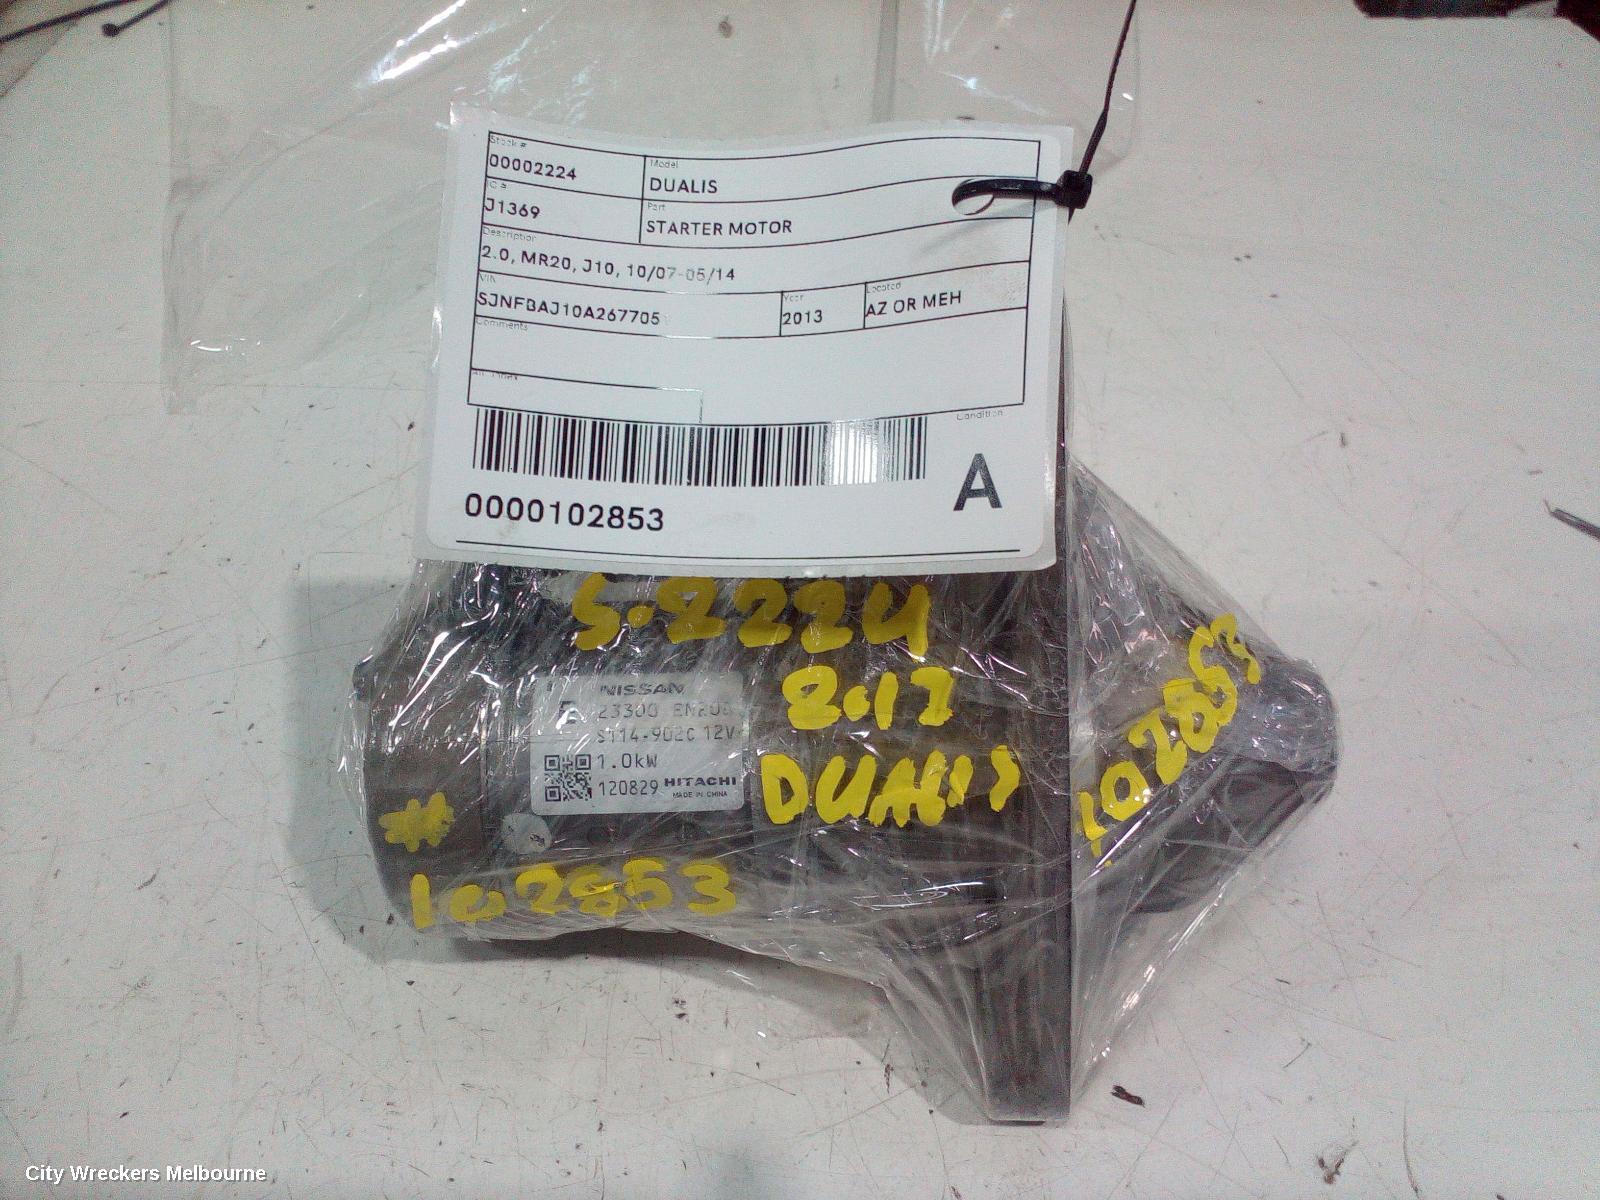 Stock #
00002224
Model
DUALIS
IC #
J1369
Part
STARTER MOTOR
Description
2.0, MR20, J10, 10/07-05/14
VIN
SJNFBAJ10A267705
Year
2013
Located
AZ OR MEH
Comments
Condition
A
0000102853
S.2224
8.12
DUALIS
102853
#
102853
NISSAN
23300 EN20
S114-902C 12V
1.0kW
120829 HITACHI
MADE IN CHINA
City Wreckers Melbourne